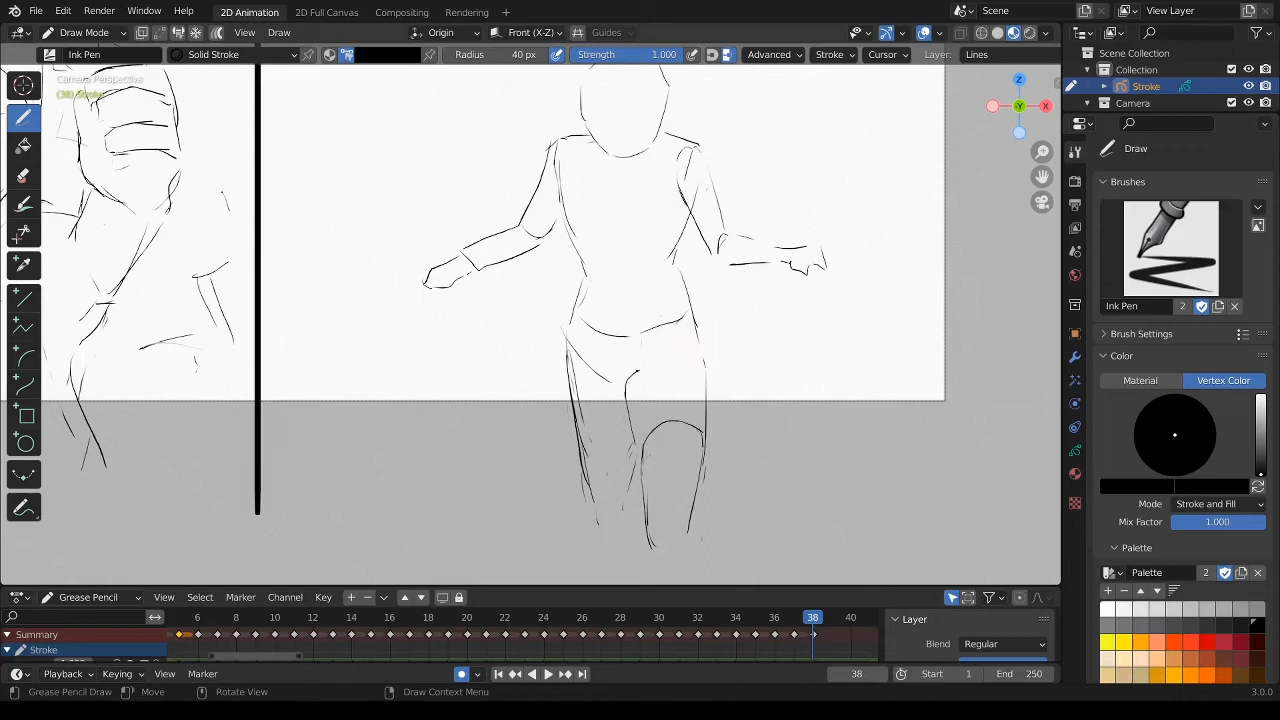 File Edit Render Window Help 2D Animation 2D Full Canvas Compositing Rendering + Scene View Layer
Draw Mode View Draw Origin Front (X-Z) Guides
Ink Pen Solid Stroke Radius 40 px Strength 1.000 Advanced Stroke Cursor Layer: Lines
Camera Perspective
(38) Stroke
Z
X
Y
Scene Collection
Collection
Stroke
Camera
Draw
Brushes
Ink Pen 2
Brush Settings
Color
Material Vertex Color
Mode Stroke and Fill
Mix Factor 1.000
Palette
Palette 2
Grease Pencil View Select Marker Channel Key
6 8 10 12 14 16 18 20 22 24 26 28 30 32 34 36 38 40
Summary
Stroke
Layer
Blend Regular
Playback Keying View Marker 38 Start 1 End 250
Grease Pencil Draw Move Rotate View Draw Context Menu 3.0.0